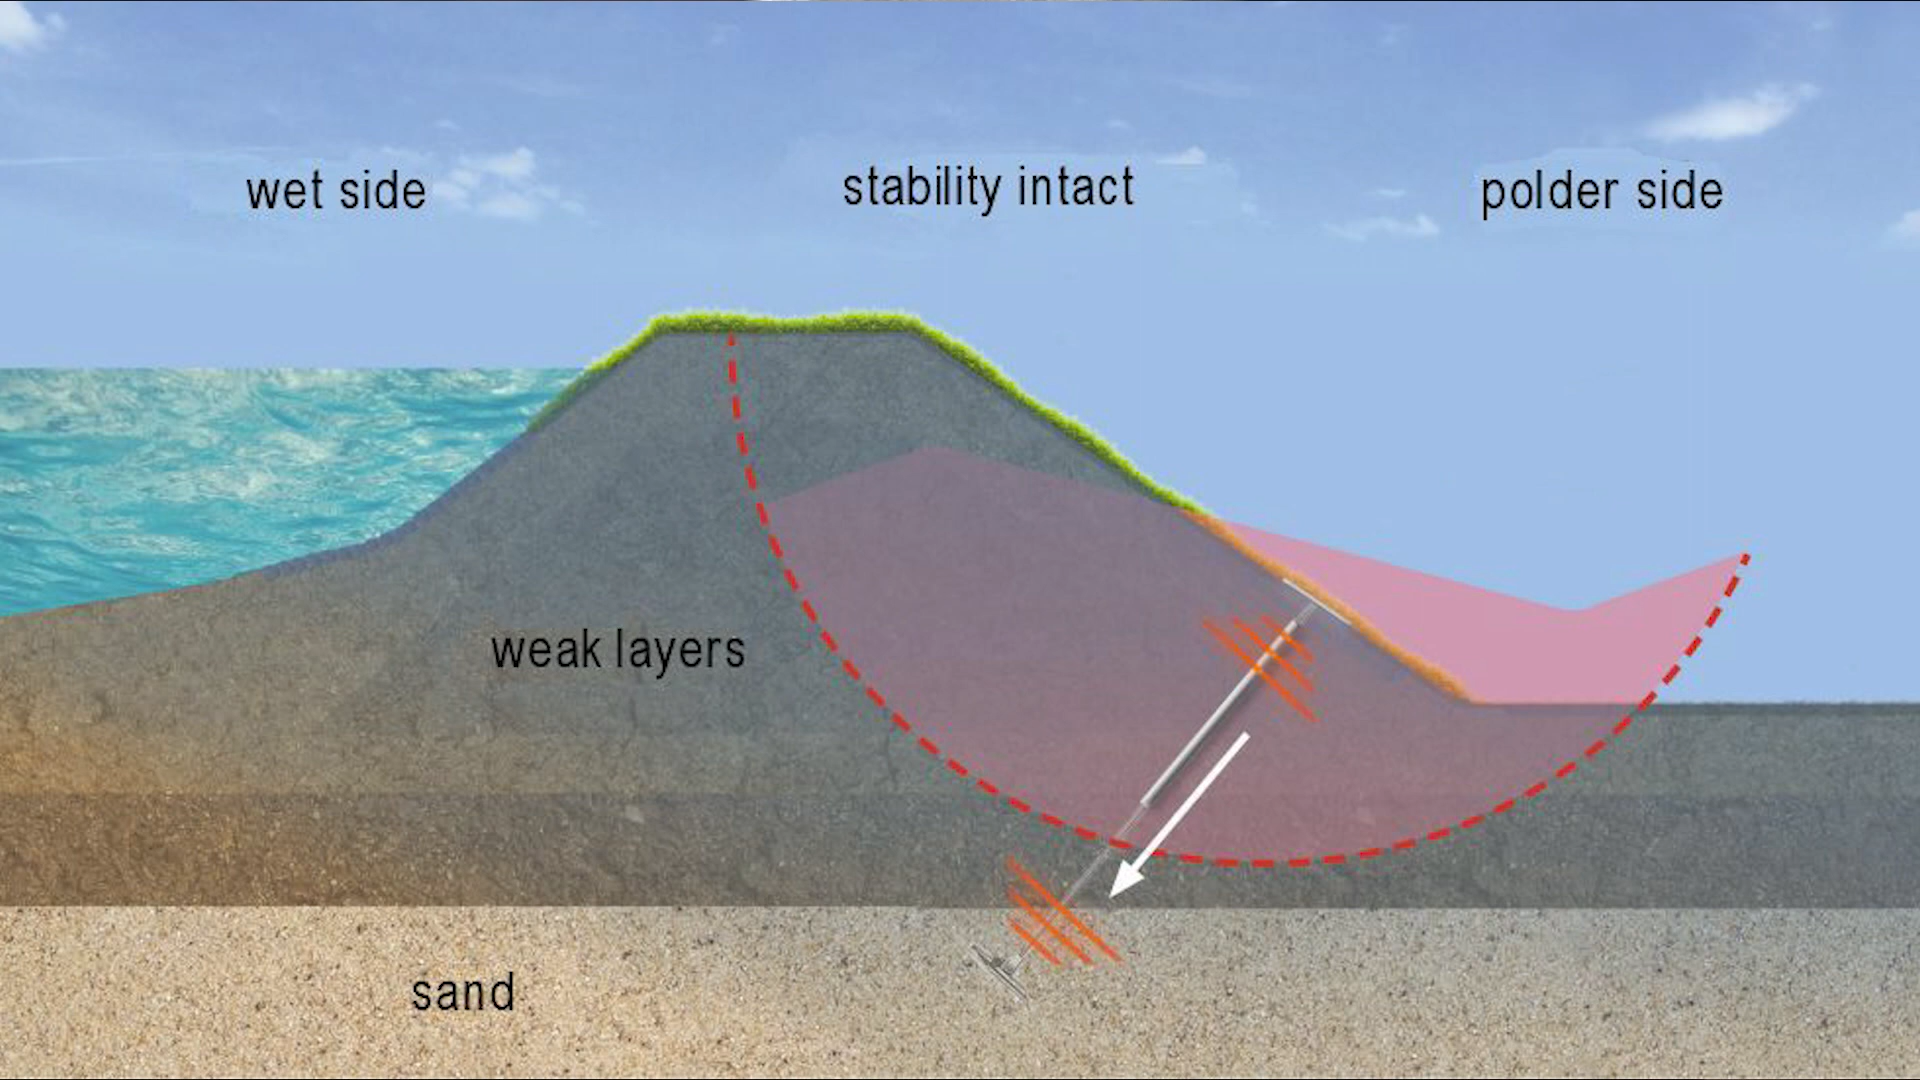 wet side
stability intact
polder side
weak layers
sand